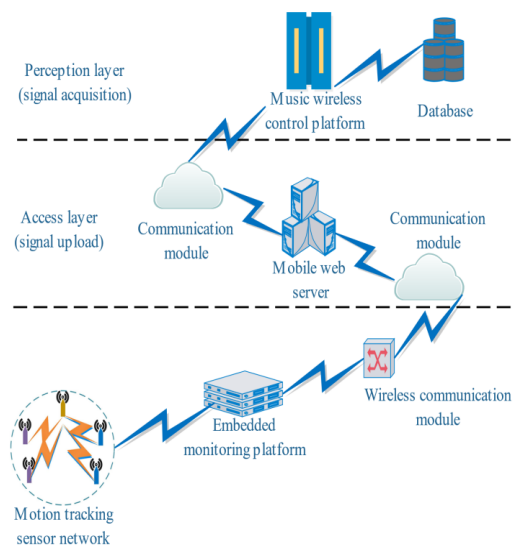 Perception layer
(signal acquisition)
Music wireless
control platform
Database
Access layer
(signal upload)
Communication
module
Mobile web
server
Communication
module
Wireless communication
module
Embedded
monitoring platform
Motion tracking
sensor network